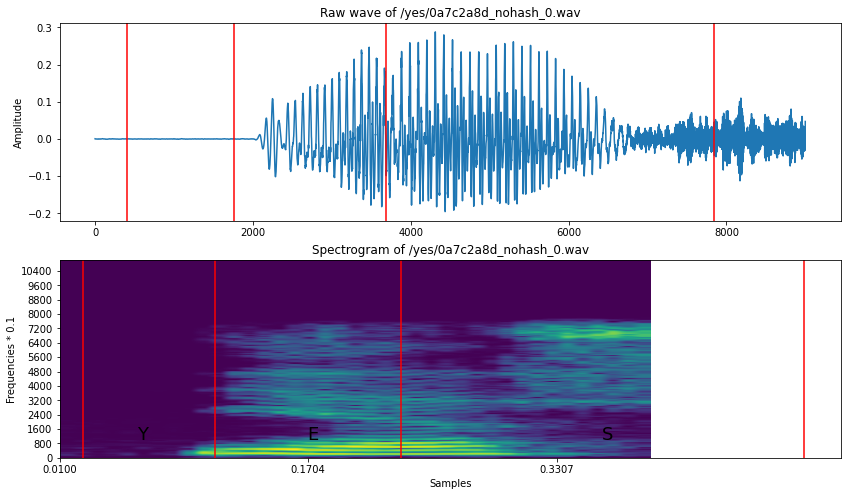 Raw wave of /yes/0a7c2a8d_nohash_0.wav
Amplitude
0.3
0.2
0.1
0.0
−0.1
−0.2
0 2000 4000 6000 8000
Spectrogram of /yes/0a7c2a8d_nohash_0.wav
Frequencies * 0.1
10400
9600
8800
8000
7200
6400
5600
4800
4000
3200
2400
1600
800
0
Y E S
0.0100 0.1704 0.3307
Samples